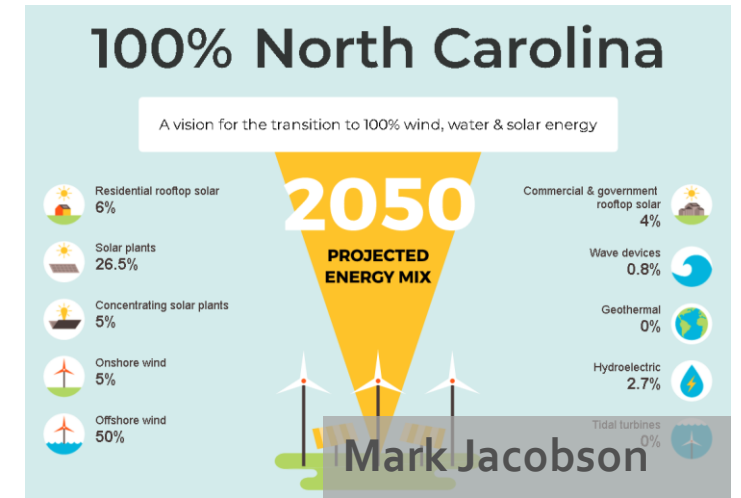 100% North Carolina
A vision for the transition to 100% wind, water & solar energy
2050
PROJECTED
ENERGY MIX
Residential rooftop solar
6%
Solar plants
26.5%
Concentrating solar plants
5%
Onshore wind
5%
Offshore wind
50%
Commercial & government
rooftop solar
4%
Wave devices
0.8%
Geothermal
0%
Hydroelectric
2.7%
Tidal turbines
0%
Mark Jacobson